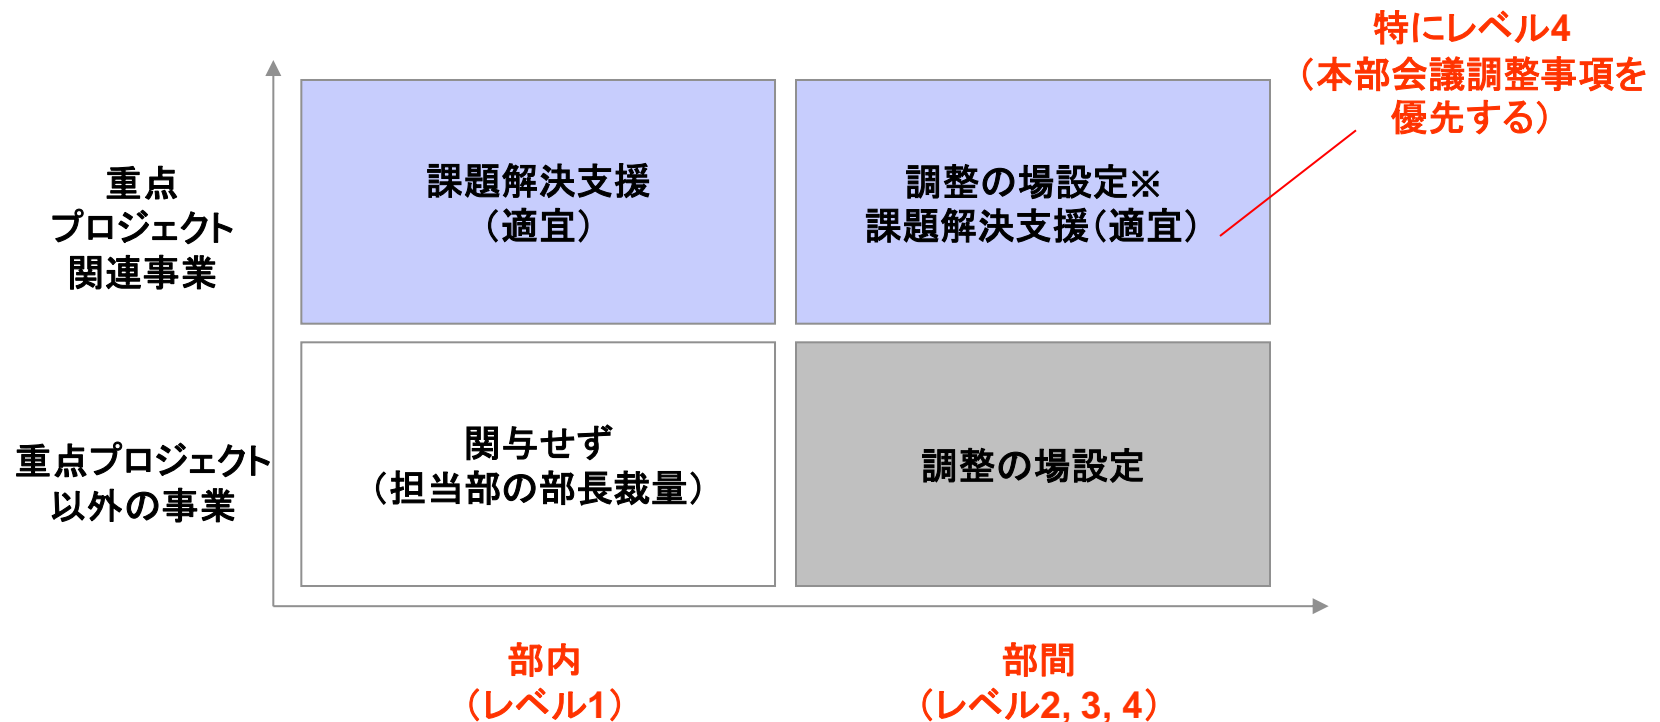 特にレベル4
（本部会議調整事項を
優先する）
重点
プロジェクト
関連事業
課題解決支援
（適宜）
調整の場設定※
課題解決支援（適宜）
重点プロジェクト
以外の事業
関与せず
（担当部の部長裁量）
調整の場設定
部内
（レベル1）
部間
（レベル2, 3, 4）